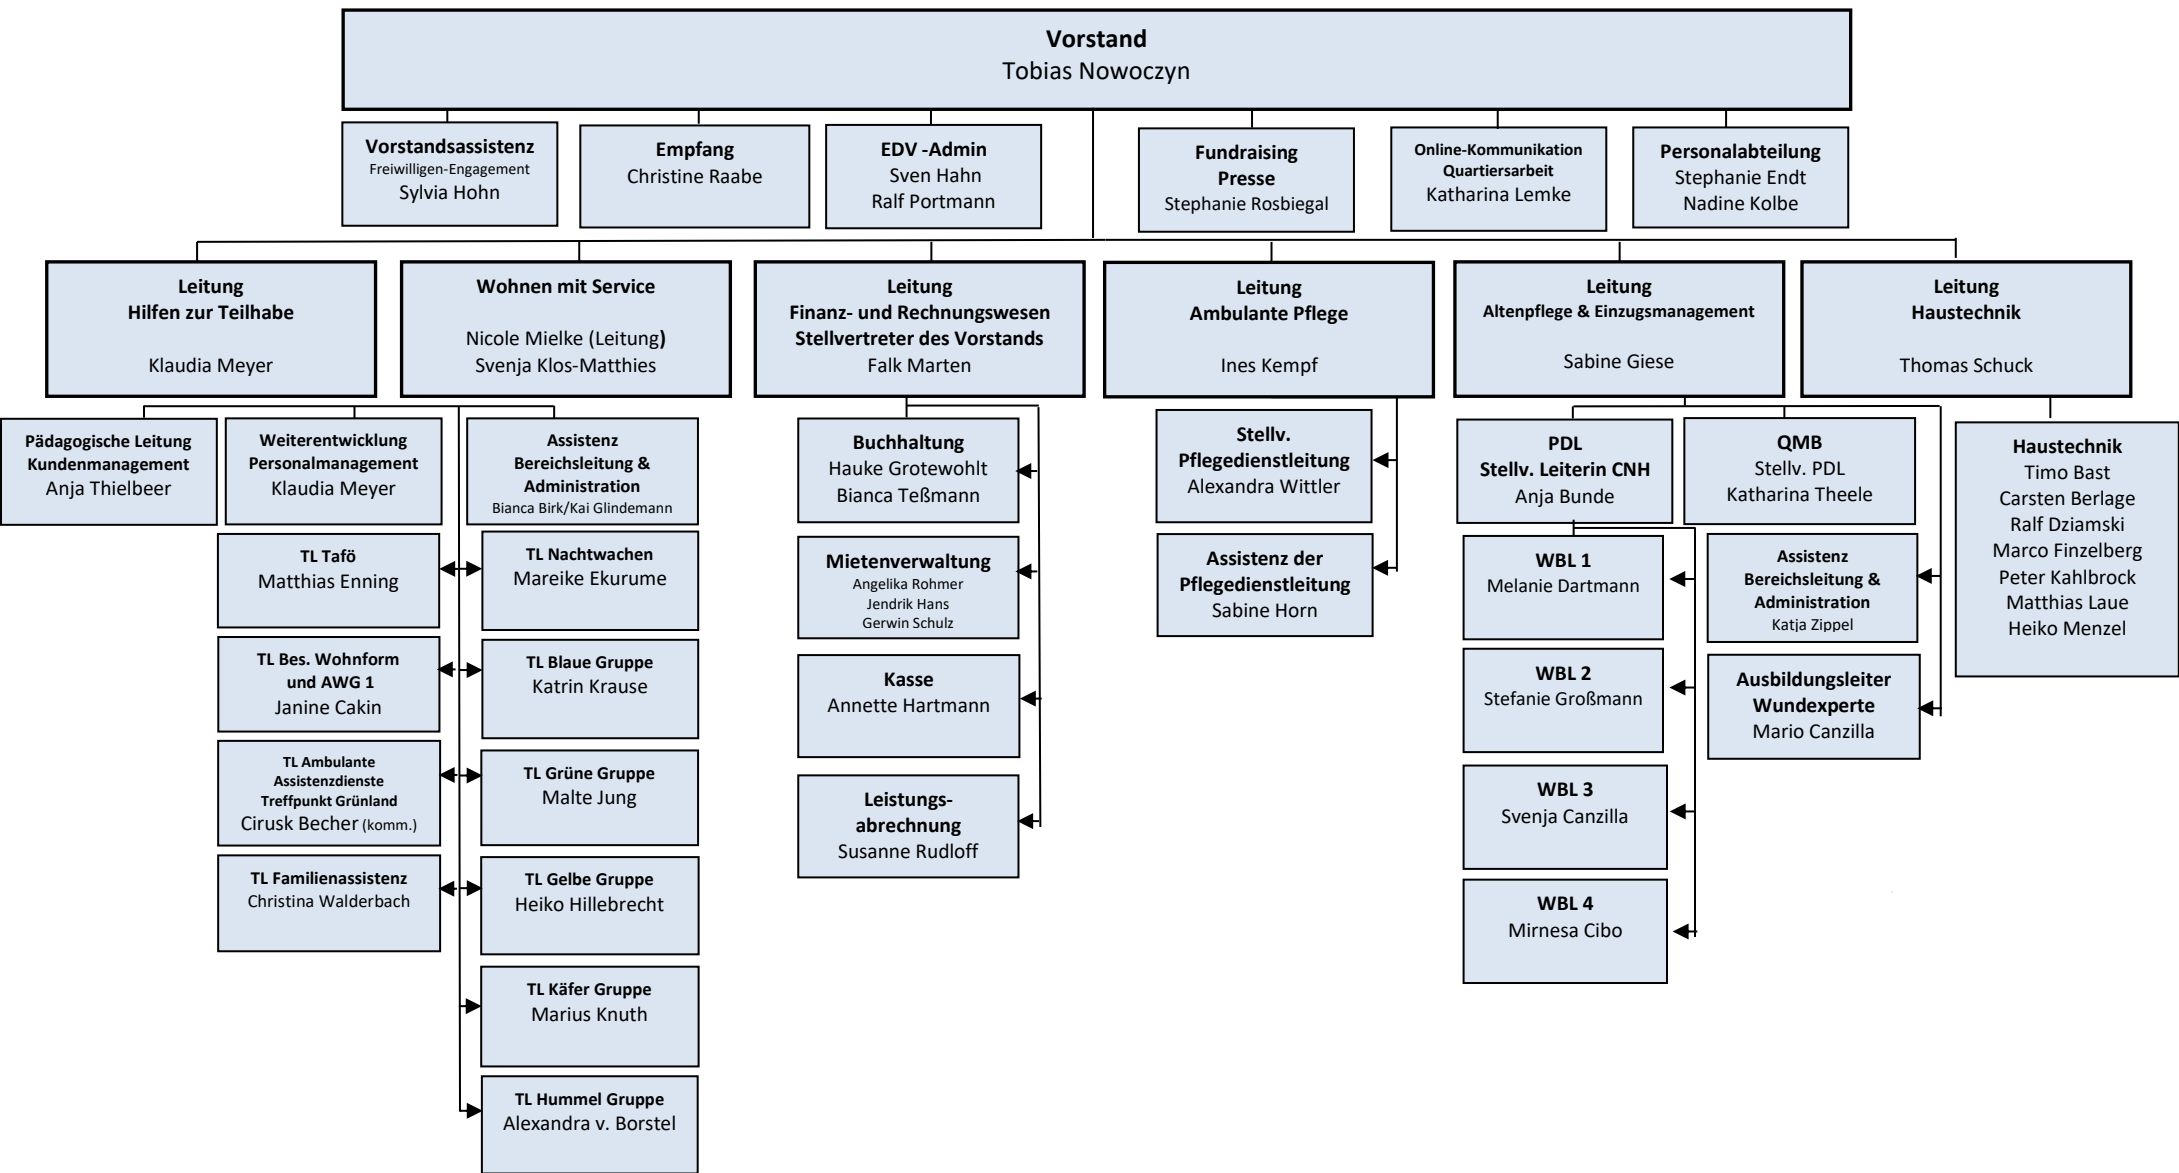 Vorstand
Tobias Nowoczyn
Vorstandsassistenz
Freiwilligen-Engagement
Sylvia Hohn
Empfang
Christine Raabe
EDV -Admin
Sven Hahn
Ralf Portmann
Fundraising
Presse
Stephanie Rosbiegal
Online-Kommunikation
Quartiersarbeit
Katharina Lemke
Personalabteilung
Stephanie Endt
Nadine Kolbe
Leitung
Hilfen zur Teilhabe
Klaudia Meyer
Wohnen mit Service
Nicole Mielke (Leitung)
Svenja Klos-Matthies
Leitung
Finanz- und Rechnungswesen
Stellvertreter des Vorstands
Falk Marten
Leitung
Ambulante Pflege
Ines Kempf
Leitung
Altenpflege & Einzugsmanagement
Sabine Giese
Leitung
Haustechnik
Thomas Schuck
Pädagogische Leitung
Kundenmanagement
Anja Thielbeer
Weiterentwicklung
Personalmanagement
Klaudia Meyer
Assistenz
Bereichsleitung &
Administration
Bianca Birk/Kai Glindemann
TL Tafö
Matthias Enning
TL Nachtwachen
Mareike Ekurume
TL Bes. Wohnform
und AWG 1
Janine Cakin
TL Blaue Gruppe
Katrin Krause
TL Ambulante
Assistenzdienste
Treffpunkt Grünland
Cirusk Becher (komm.)
TL Grüne Gruppe
Malte Jung
TL Familienassistenz
Christina Walderbach
TL Gelbe Gruppe
Heiko Hillebrecht
TL Käfer Gruppe
Marius Knuth
TL Hummel Gruppe
Alexandra v. Borstel
Buchhaltung
Hauke Grotewohlt
Bianca Teßmann
Mietenverwaltung
Angelika Rohmer
Jendrik Hans
Gerwin Schulz
Kasse
Annette Hartmann
Leistungs-
abrechnung
Susanne Rudloff
Stellv.
Pflegedienstleitung
Alexandra Wittler
Assistenz der
Pflegedienstleitung
Sabine Horn
PDL
Stellv. Leiterin CNH
Anja Bunde
QMB
Stellv. PDL
Katharina Theele
WBL 1
Melanie Dartmann
WBL 2
Stefanie Großmann
WBL 3
Svenja Canzilla
WBL 4
Mirnesa Cibo
Assistenz
Bereichsleitung &
Administration
Katja Zippel
Ausbildungsleiter
Wundexperte
Mario Canzilla
Haustechnik
Timo Bast
Carsten Berlage
Ralf Dziamski
Marco Finzelberg
Peter Kahlbrock
Matthias Laue
Heiko Menzel